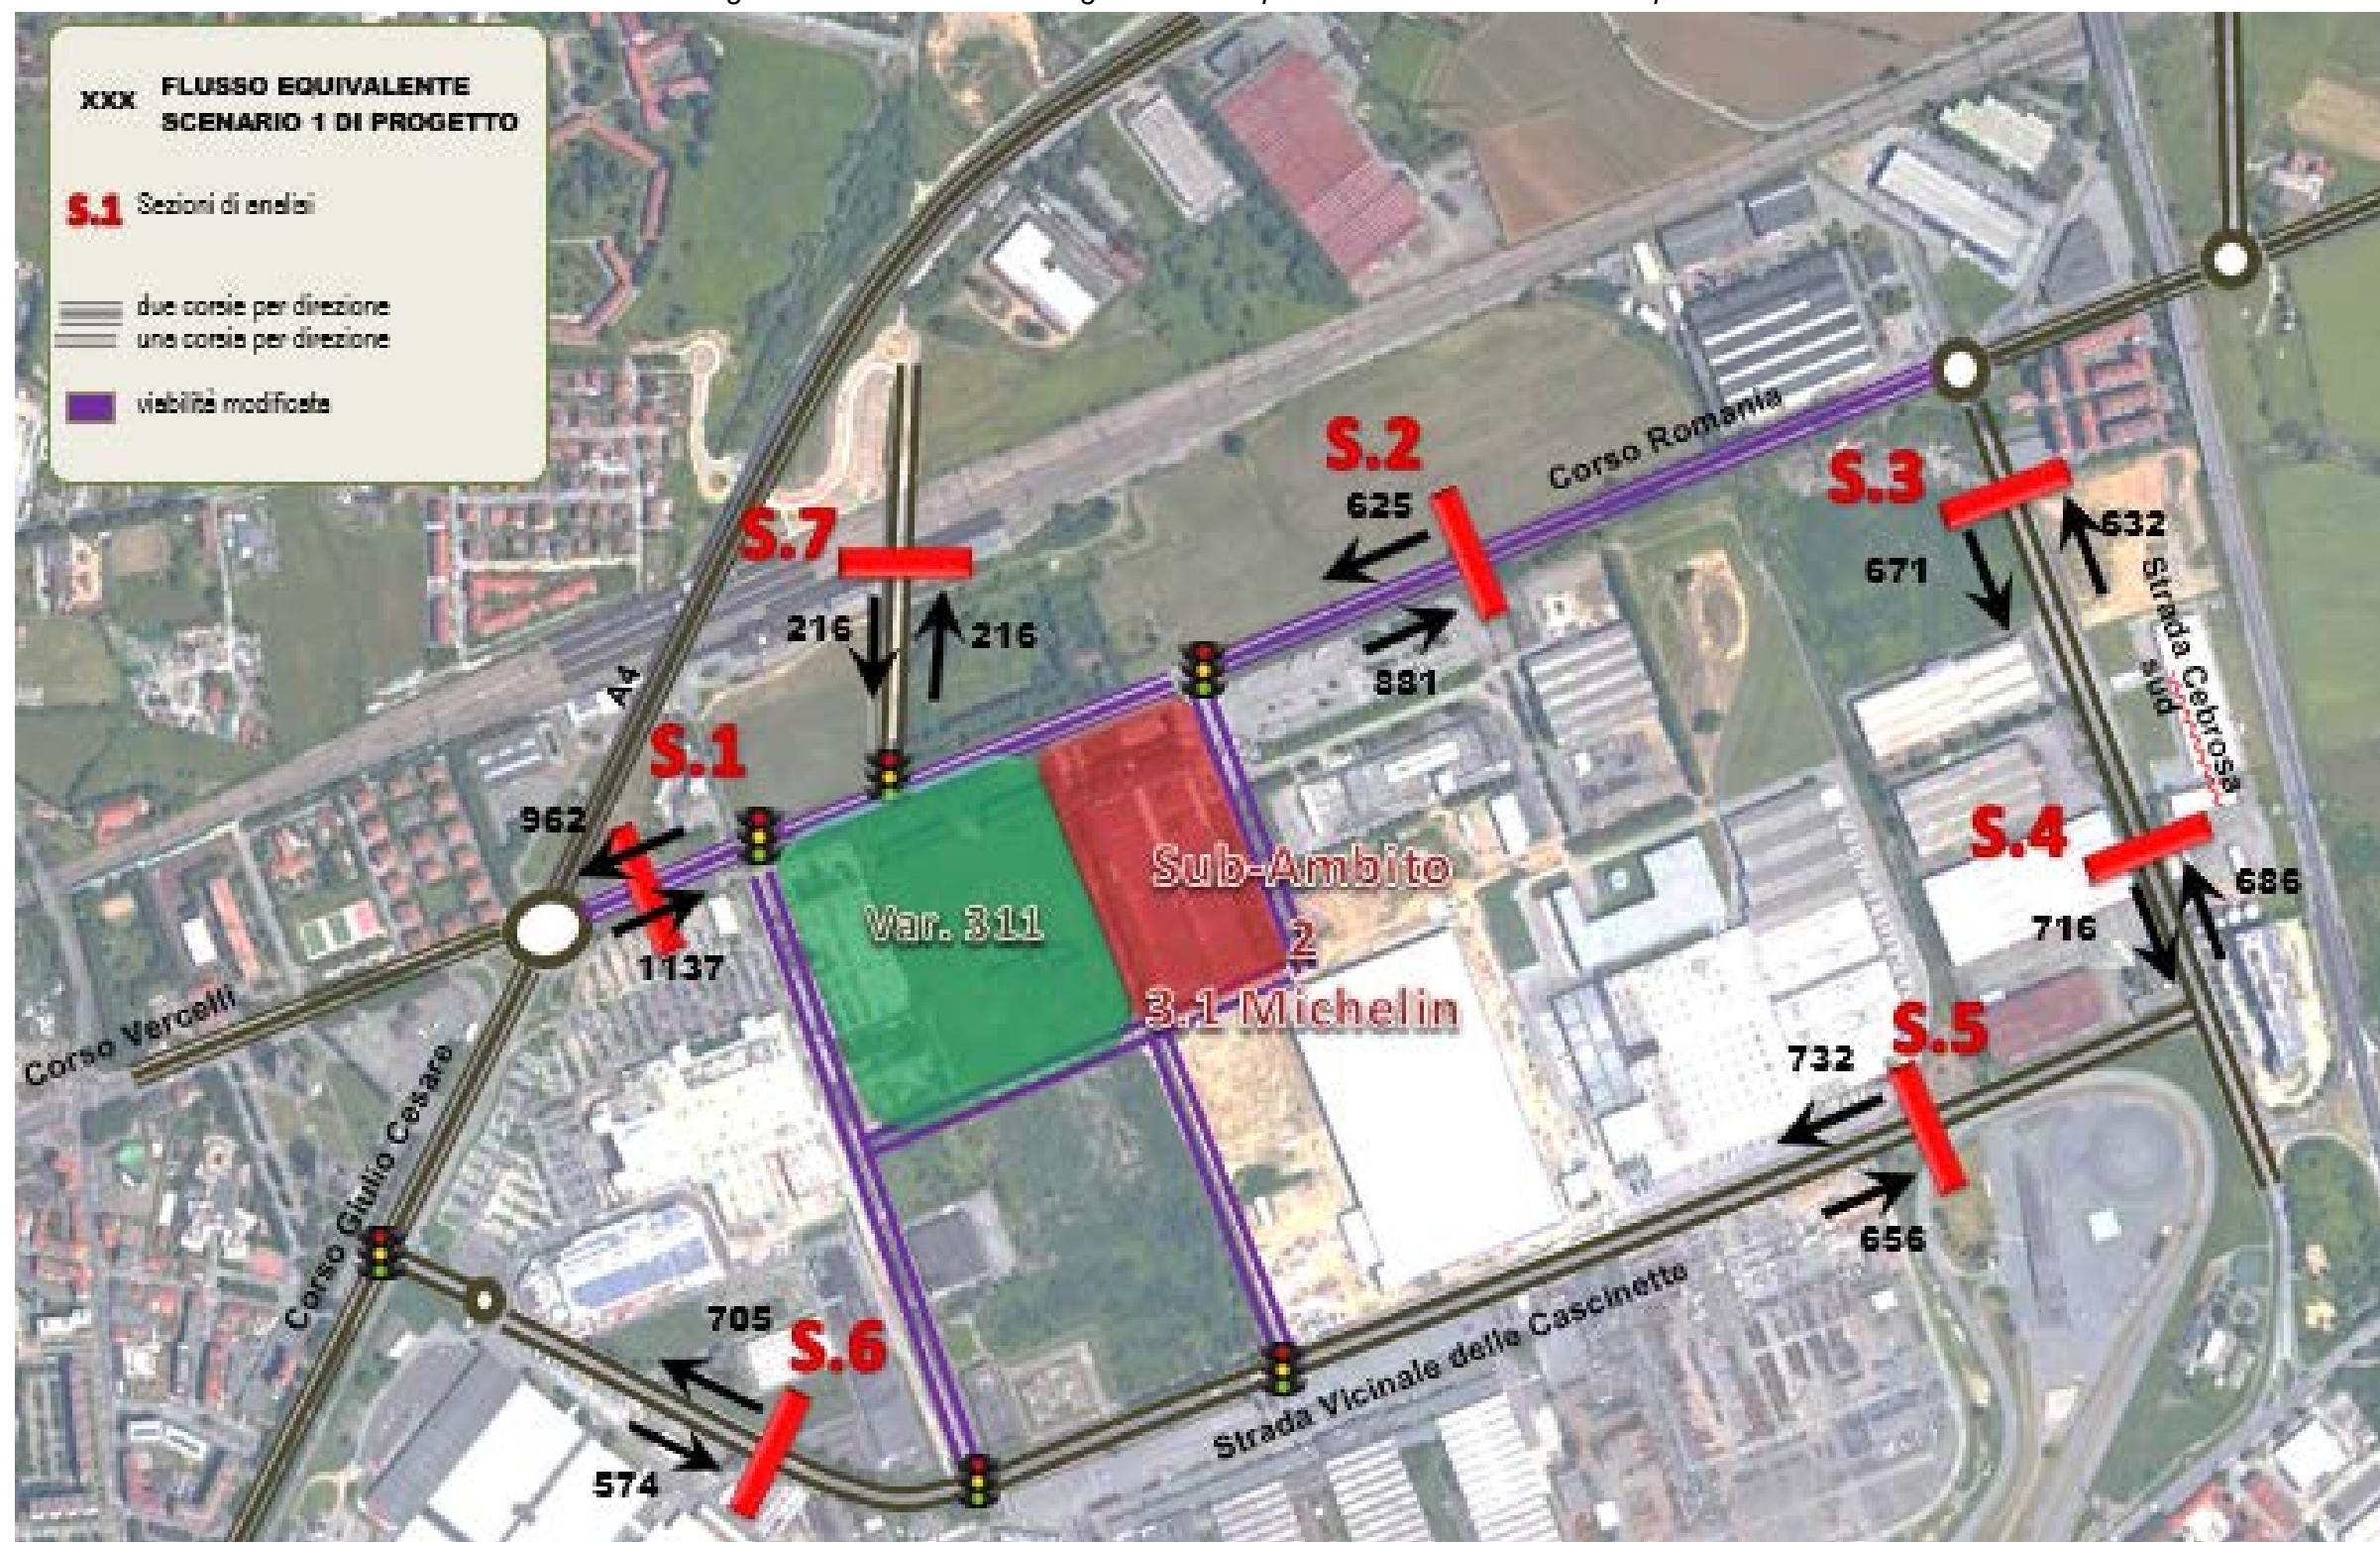 XXX FLUSSO EQUIVALENTE
SCENARIO 1 DI PROGETTO
S.1 Sezioni di analisi
due corsie per direzione
una corsia per direzione
viabilità modificata
S.2
625
Corso Romania
881
S.3
632
671
Strada Cebrosa
sud
S.7
216
216
A4
S.1
962
1137
S.4
686
716
Var. 311
Sub-Ambito
2
3.1 Michelin
Corso Vercelli
Corso Giulio Cesare
S.5
732
656
S.6
705
574
Strada Vicinale delle Cascinette